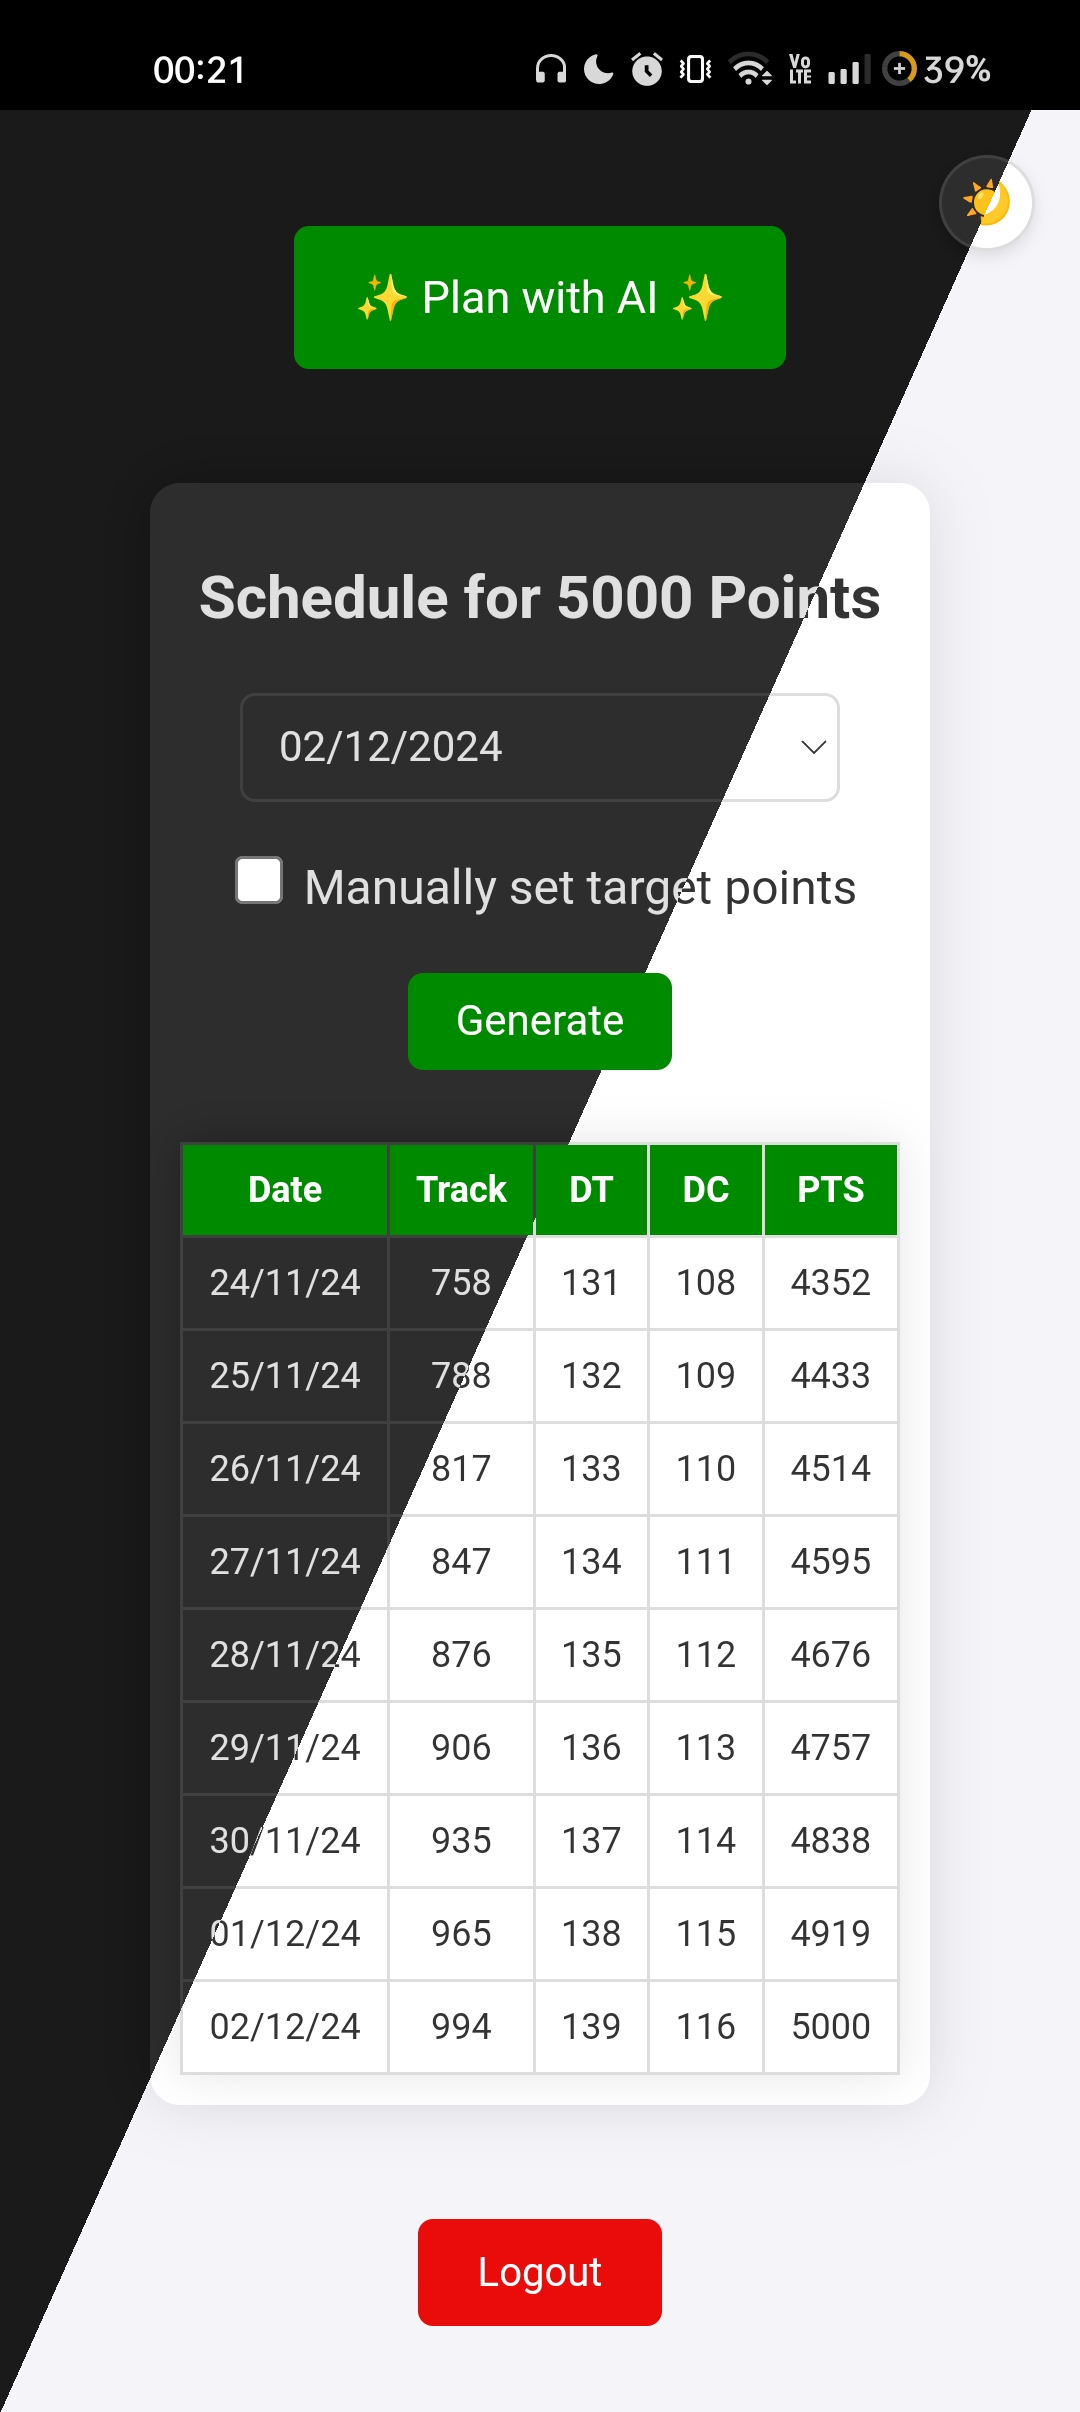 00:21 Vo LTE 39%
✨ Plan with AI ✨
Schedule for 5000 Points
02/12/2024
Manually set target points
Generate
Date Track DT DC PTS
24/11/24 758 131 108 4352
25/11/24 788 132 109 4433
26/11/24 817 133 110 4514
27/11/24 847 134 111 4595
28/11/24 876 135 112 4676
29/11/24 906 136 113 4757
30/11/24 935 137 114 4838
01/12/24 965 138 115 4919
02/12/24 994 139 116 5000
Logout